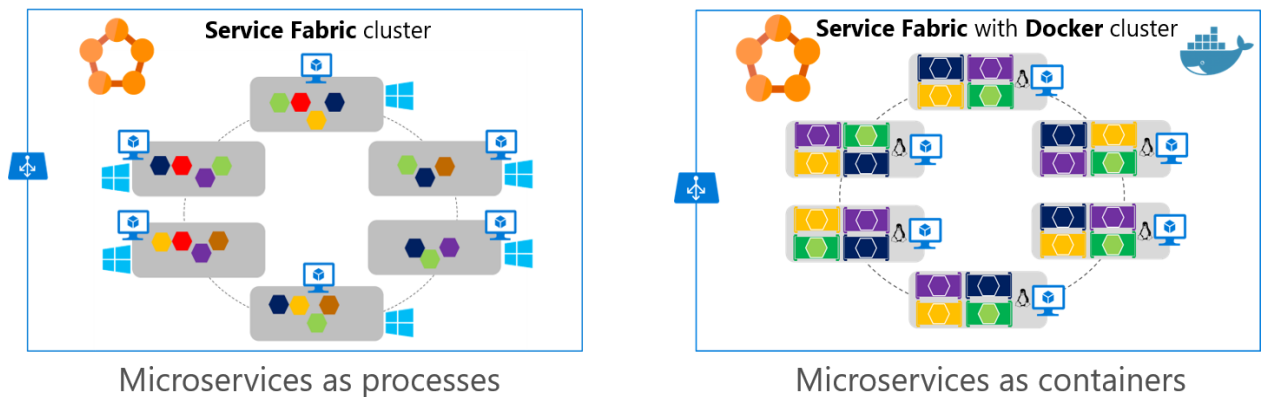 Service Fabric cluster
Service Fabric with Docker cluster
Microservices as processes
Microservices as containers